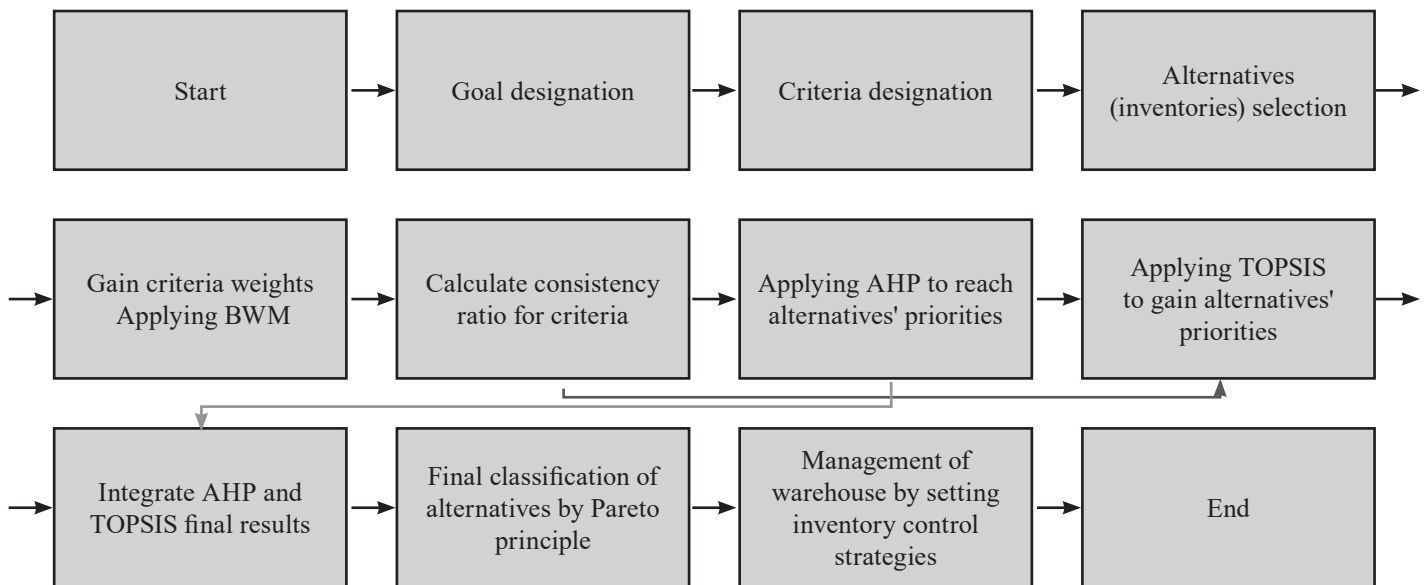 Start
Goal designation
Criteria designation
Alternatives
(inventories) selection
Gain criteria weights
Applying BWM
Calculate consistency
ratio for criteria
Applying AHP to reach
alternatives' priorities
Applying TOPSIS
to gain alternatives'
priorities
Integrate AHP and
TOPSIS final results
Final classification of
alternatives by Pareto
principle
Management of
warehouse by setting
inventory control
strategies
End